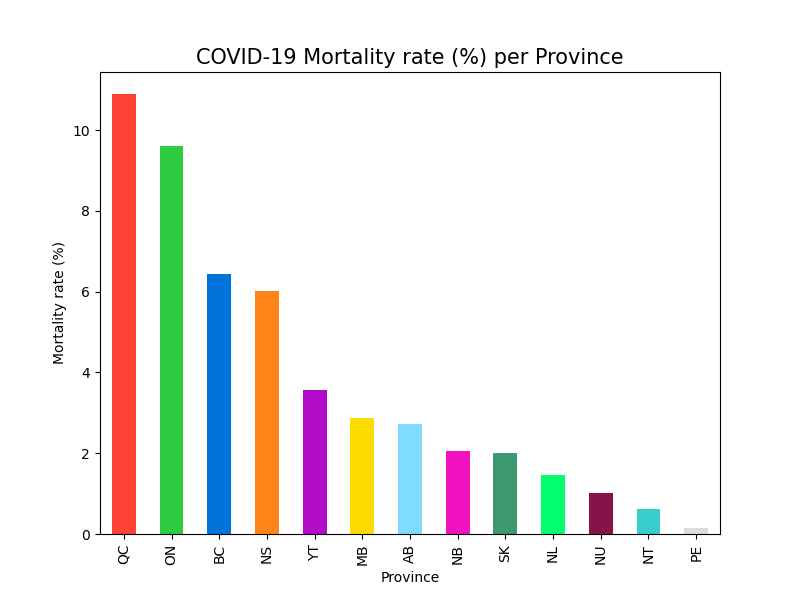 COVID-19 Mortality rate (%) per Province
Mortality rate (%)
10
8
6
4
2
0
QC ON BC NS YT MB AB NB SK NL NU NT PE
Province